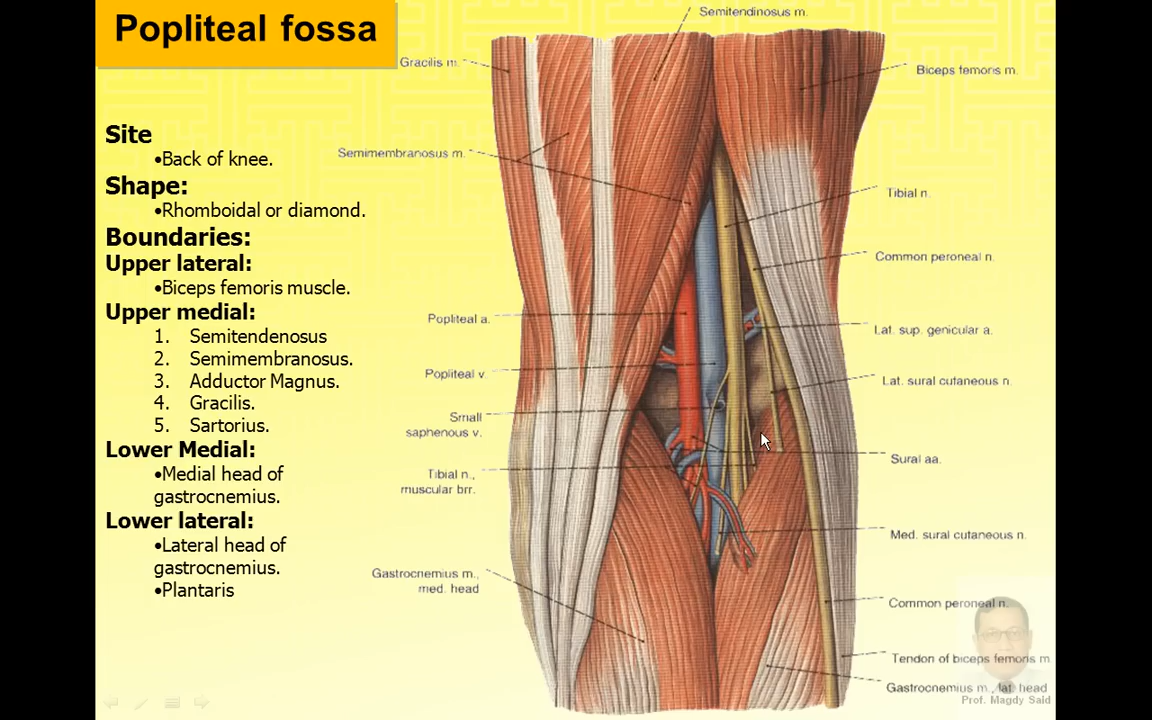 Popliteal fossa
Site
•Back of knee.
Shape:
•Rhomboidal or diamond.
Boundaries:
Upper lateral:
•Biceps femoris muscle.
Upper medial:
1. Semitendenosus
2. Semimembranosus.
3. Adductor Magnus.
4. Gracilis.
5. Sartorius.
Lower Medial:
•Medial head of
gastrocnemius.
Lower lateral:
•Lateral head of
gastrocnemius.
•Plantaris
Semitendinosus m.
Gracilis m.
Semimembranosus m.
Popliteal a.
Popliteal v.
Small
saphenous v.
Tibial n.,
muscular brr.
Gastrocnemius m.,
med. head
Biceps femoris m.
Tibial n.
Common peroneal n.
Lat. sup. genicular a.
Lat. sural cutaneous n.
Sural aa.
Med. sural cutaneous n.
Common peroneal n.
Tendon of biceps femoris m.
Gastrocnemius m., lat. head
Prof. Magdy Said